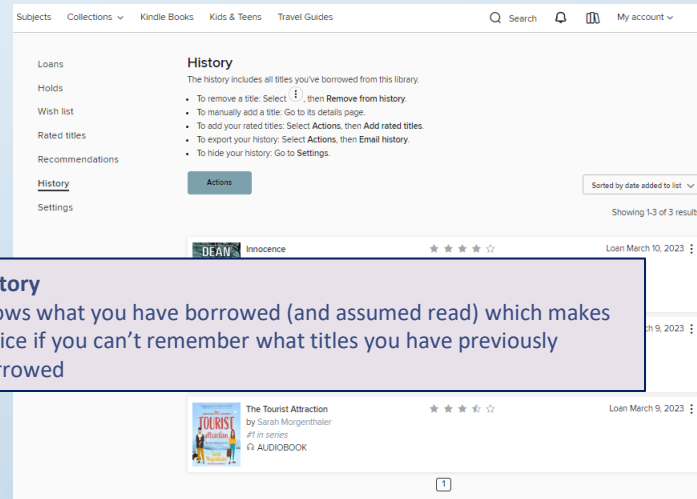 Subjects Collections Kindle Books Kids & Teens Travel Guides Search My account
Loans
Holds
Wish list
Rated titles
Recommendations
History
Settings
History
The history includes all titles you've borrowed from this library.
• To remove a title: Select ⋮, then Remove from history.
• To manually add a title: Go to its details page.
• To add your rated titles: Select Actions, then Add rated titles.
• To export your history: Select Actions, then Email history.
• To hide your history: Go to Settings.
Actions
Sorted by date added to list
Showing 1-3 of 3 results
DEAN
Innocence
Loan March 10, 2023
tory
ows what you have borrowed (and assumed read) which makes
ice if you can't remember what titles you have previously
rowed
ch 9, 2023
TOURIST
The Tourist Attraction
by Sarah Morgenthaler
#1 in series
AUDIOBOOK
Loan March 9, 2023
1